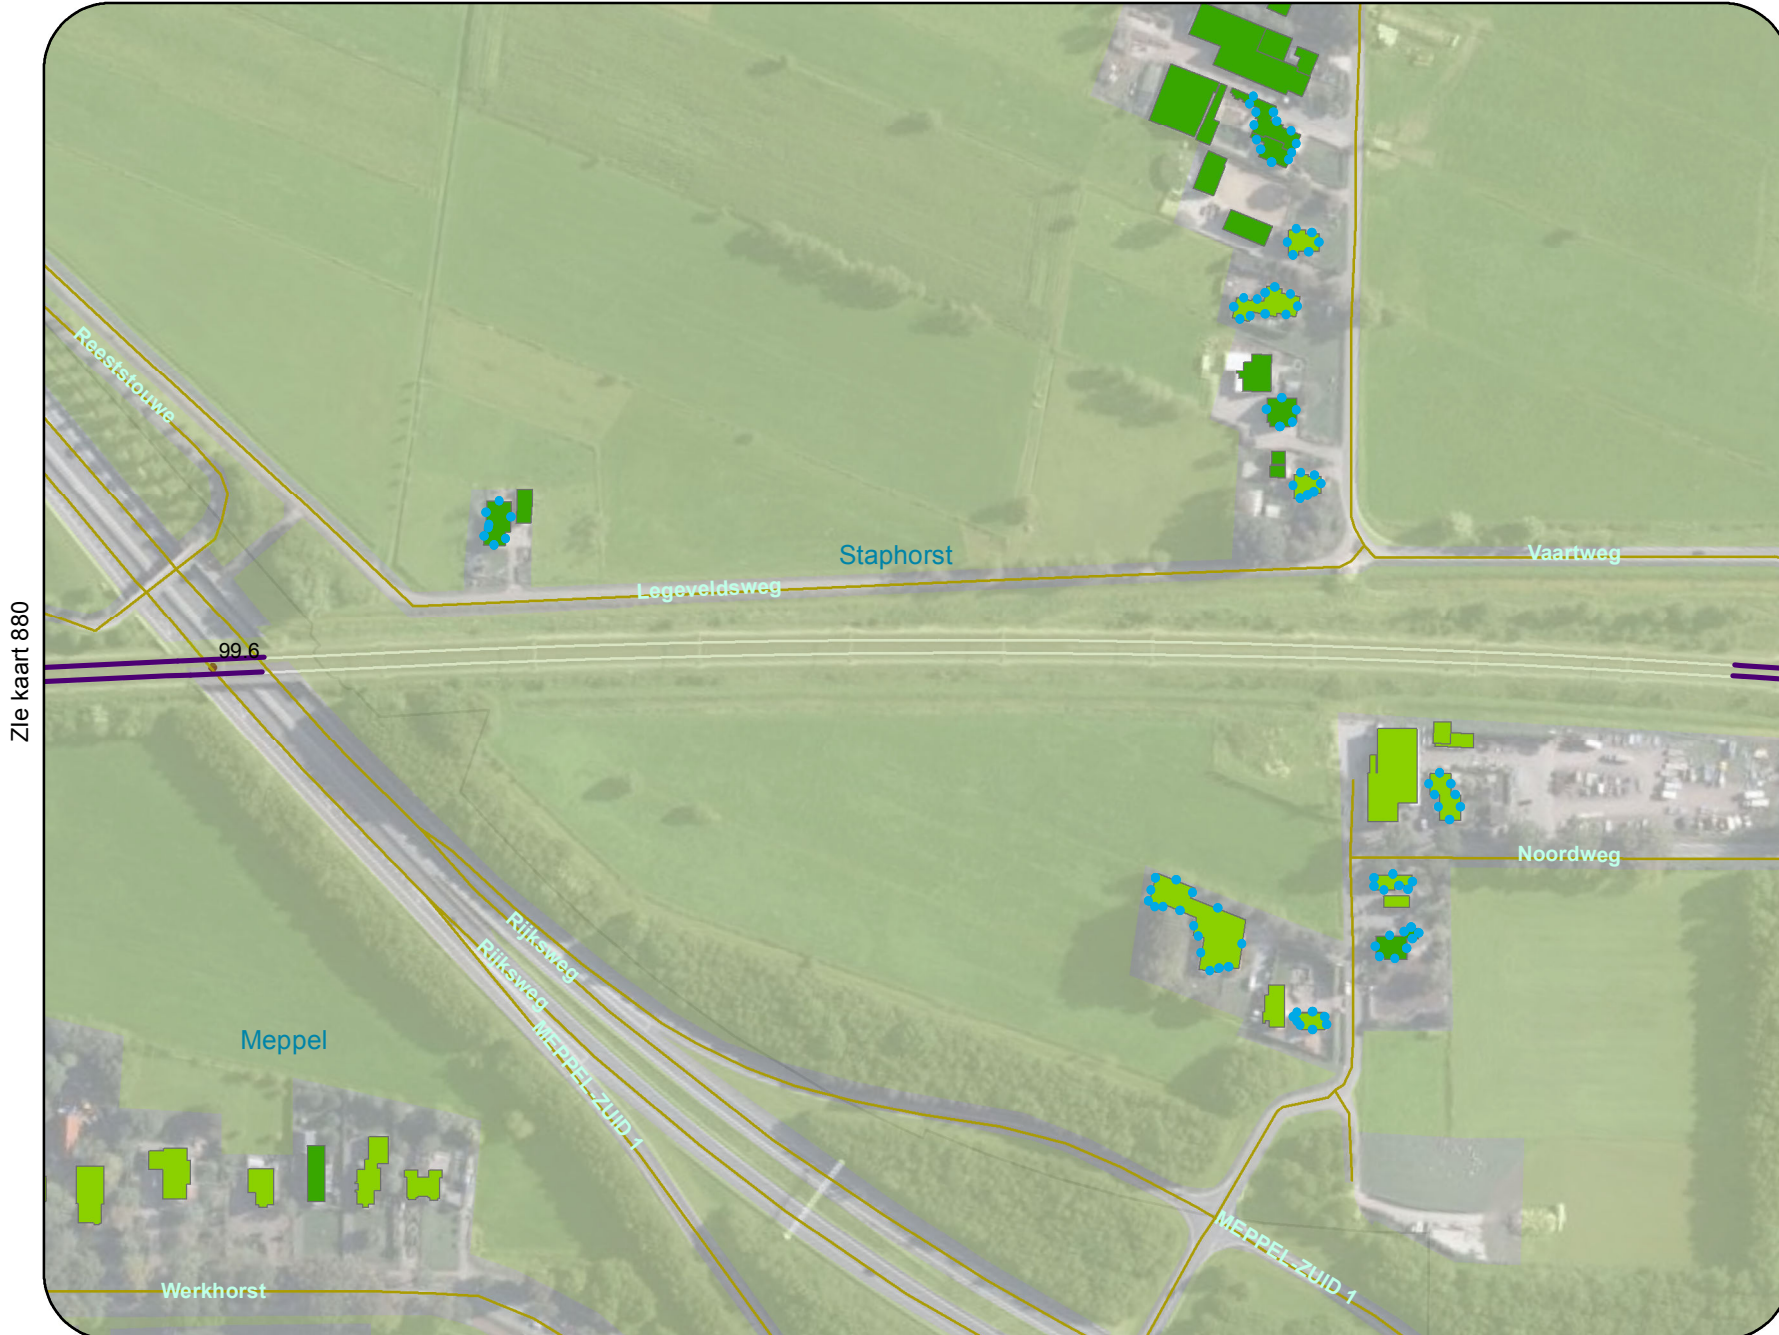 Reeststouwe
Staphorst
Vaartweg
Legeveldsweg
99.6
ZIe kaart 880
Noordweg
Rijksweg
Rijksweg
MEPPEL-ZUID 1
Meppel
MEPPEL-ZUID 1
Werkhorst